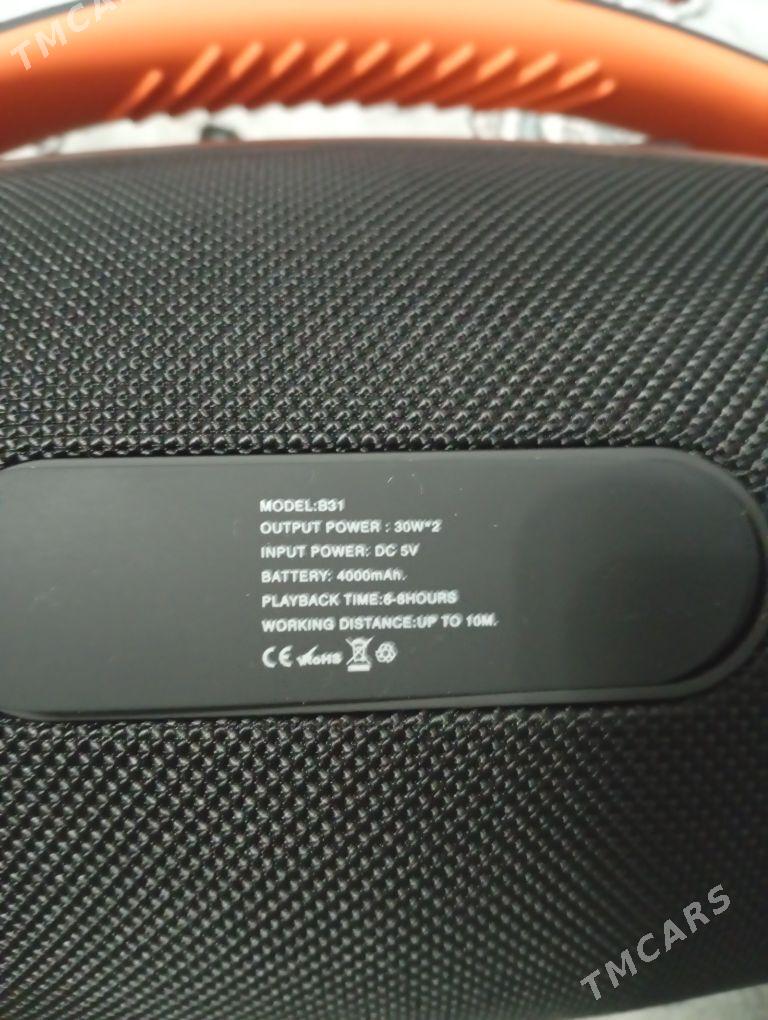 TMCARS
MODEL:B31
OUTPUT POWER : 30W*2
INPUT POWER: DC 5V
BATTERY: 4000mAh.
PLAYBACK TIME:6-8HOURS
WORKING DISTANCE:UP TO 10M.
CE RoHS
TMCARS